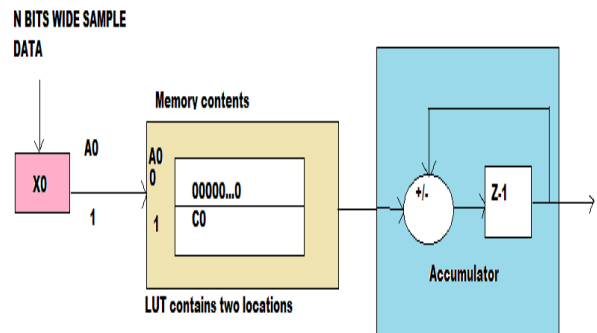 N BITS WIDE SAMPLE
DATA
Memory contents
A0
A0
0
X0
00000...0
+/-
Z-1
1
1
C0
Accumulator
LUT contains two locations